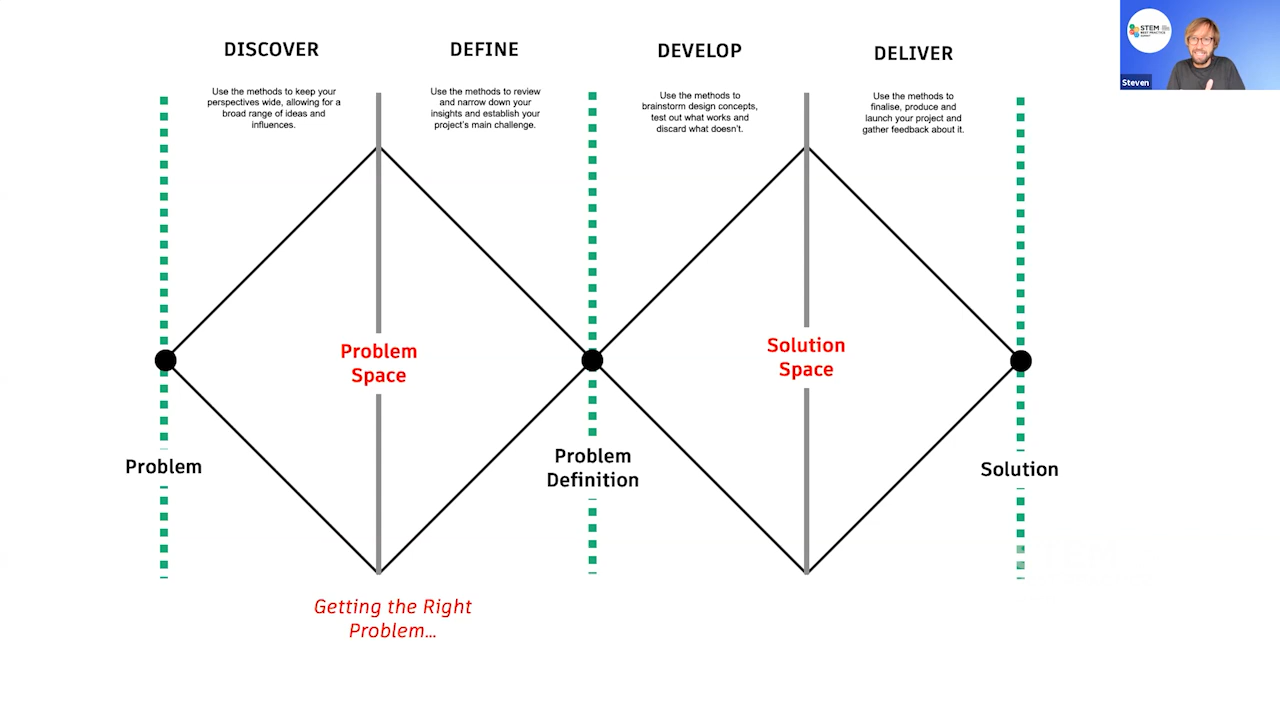 DISCOVER
DEFINE
DEVELOP
DELIVER
Use the methods to keep your
perspectives wide, allowing for a
broad range of ideas and
influences.
Use the methods to review
and narrow down your
insights and establish your
project's main challenge.
Use the methods to
brainstorm design concepts,
test out what works and
discard what doesn't.
Use the methods to
finalise, produce and
launch your project and
gather feedback about it.
Problem
Space
Solution
Space
Problem
Problem
Definition
Solution
Getting the Right
Problem...
STEM
BEST PRACTICE
Steven